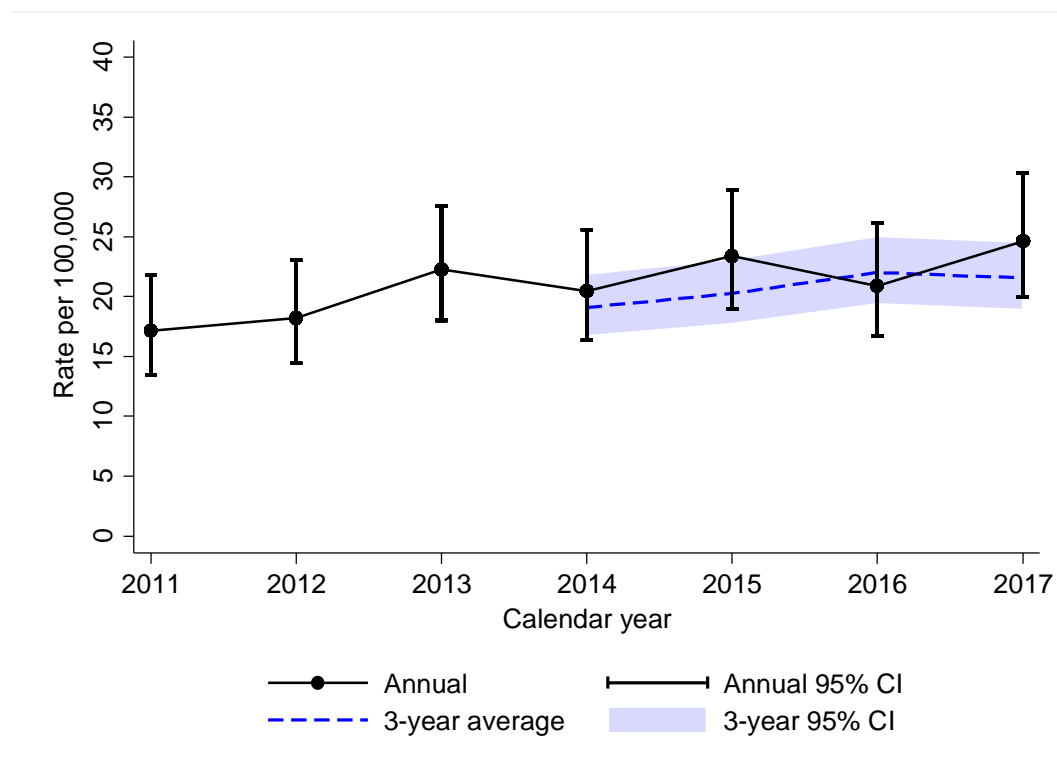 40
35
30
25
20
15
10
5
0
Rate per 100,000
2011 2012 2013 2014 2015 2016 2017
Calendar year
Annual Annual 95% CI
3-year average 3-year 95% CI